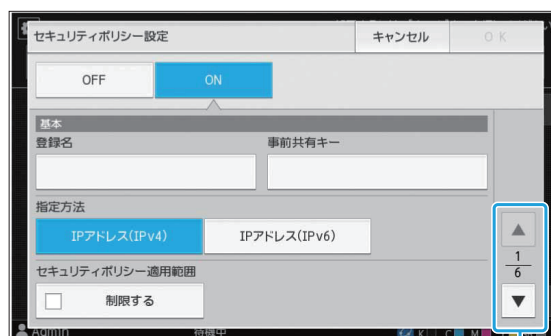 セキュリティポリシー設定
キャンセル
OK
OFF
ON
基本
登録名
事前共有キー
指定方法
IPアドレス(IPv4)
IPアドレス(IPv6)
1
6
セキュリティポリシー適用範囲
制限する
Admin
待機中
K
C
M